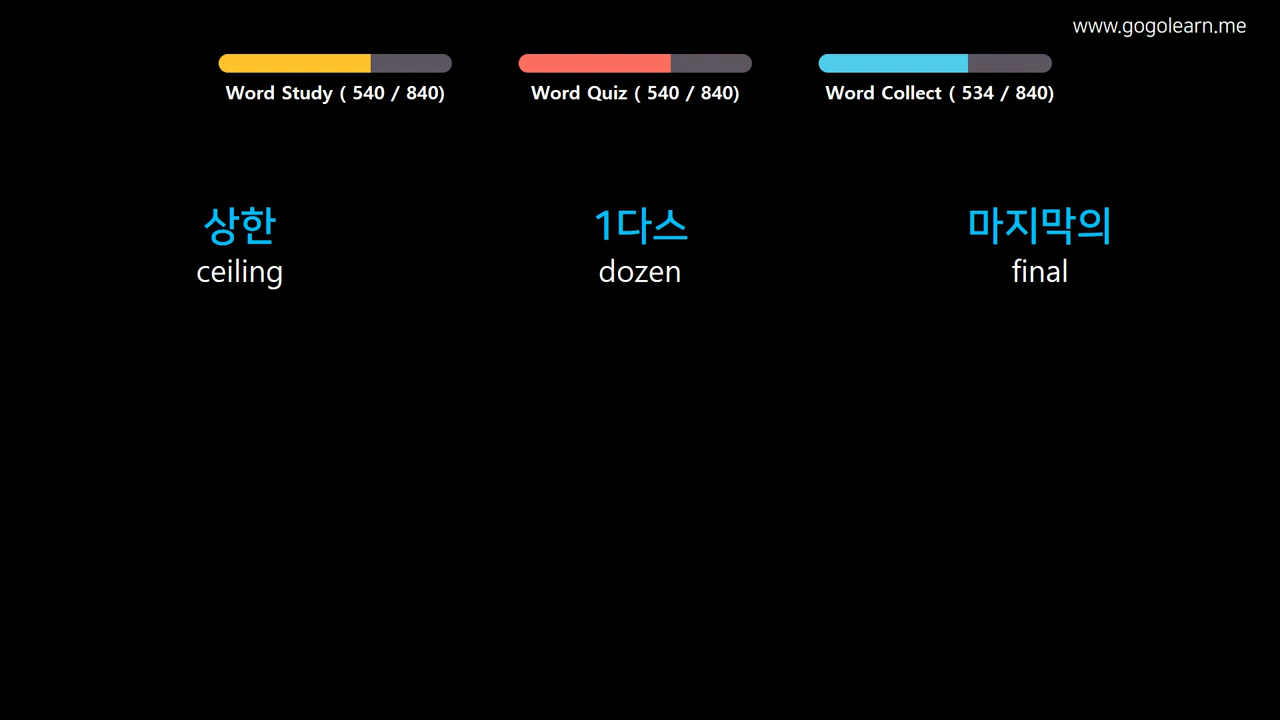 www.gogolearn.me
Word Study ( 540 / 840)
Word Quiz ( 540 / 840)
Word Collect ( 534 / 840)
상한
ceiling
1다스
dozen
마지막의
final